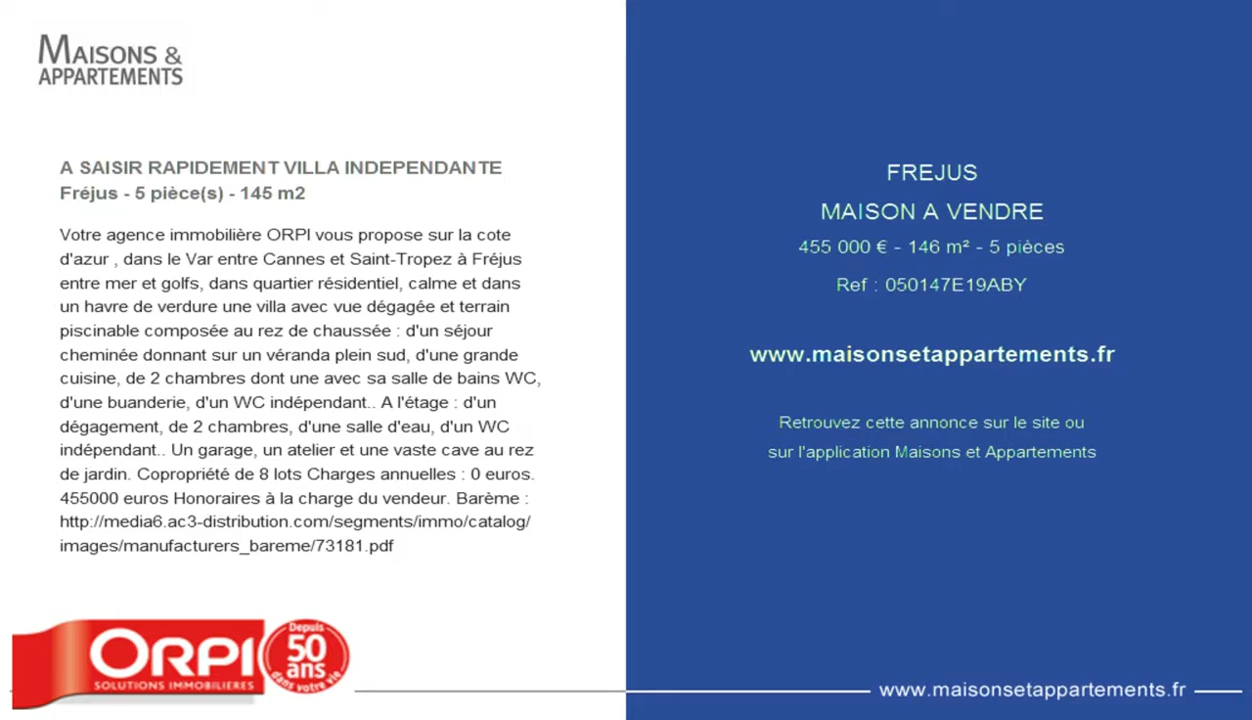 MAISONS &
APPARTEMENTS
A SAISIR RAPIDEMENT VILLA INDEPENDANTE
Fréjus - 5 pièce(s) - 145 m2
Votre agence immobilière ORPI vous propose sur la cote
d'azur , dans le Var entre Cannes et Saint-Tropez à Fréjus
entre mer et golfs, dans quartier résidentiel, calme et dans
un havre de verdure une villa avec vue dégagée et terrain
piscinable composée au rez de chaussée : d'un séjour
cheminée donnant sur un véranda plein sud, d'une grande
cuisine, de 2 chambres dont une avec sa salle de bains WC,
d'une buanderie, d'un WC indépendant.. A l'étage : d'un
dégagement, de 2 chambres, d'une salle d'eau, d'un WC
indépendant.. Un garage, un atelier et une vaste cave au rez
de jardin. Copropriété de 8 lots Charges annuelles : 0 euros.
455000 euros Honoraires à la charge du vendeur. Barème :
http://media6.ac3-distribution.com/segments/immo/catalog/
images/manufacturers_bareme/73181.pdf
ORPI
SOLUTIONS IMMOBILIERES
Depuis
50
ans
dans votre vie
FREJUS
MAISON A VENDRE
455 000 € - 146 m² - 5 pièces
Ref : 050147E19ABY
www.maisonsetappartements.fr
Retrouvez cette annonce sur le site ou
sur l'application Maisons et Appartements
www.maisonsetappartements.fr